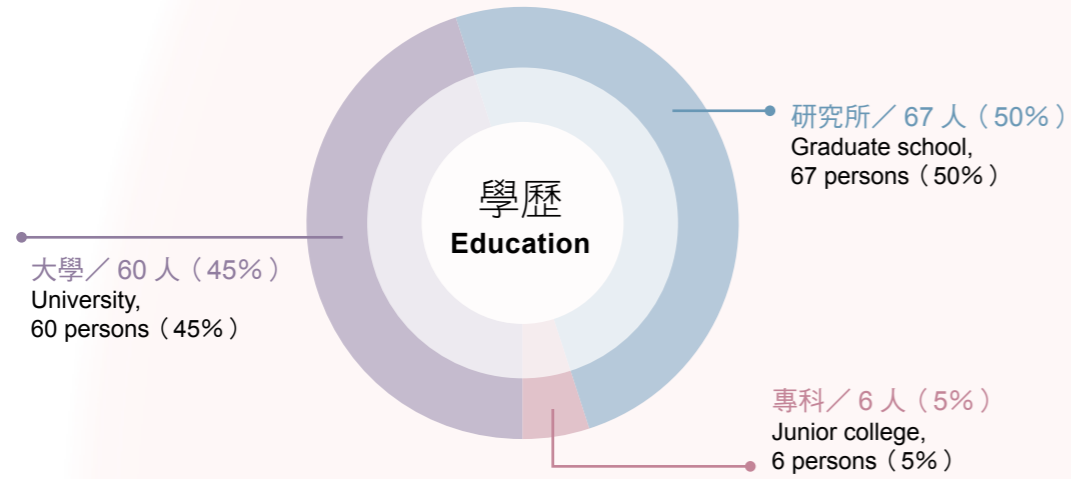 學歷
Education
研究所／67 人（50%）
Graduate school,
67 persons（50%）
大學／60 人（45%）
University,
60 persons（45%）
專科／6 人（5%）
Junior college,
6 persons（5%）